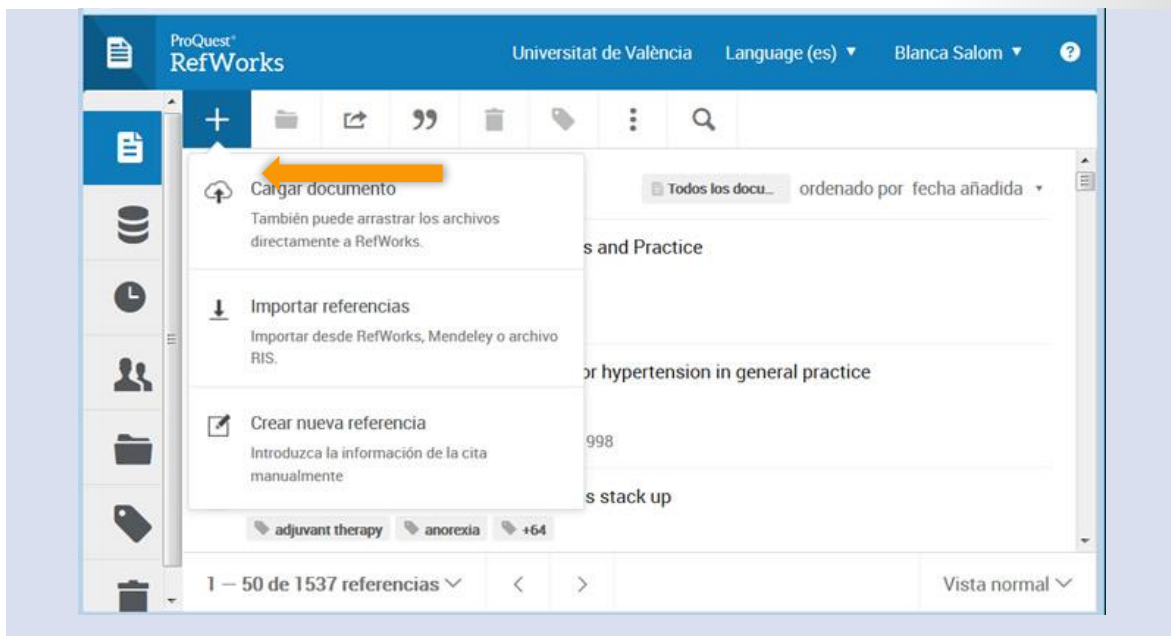 ProQuest®
RefWorks
Universitat de València
Language (es)
Blanca Salom
?
Cargar documento
También puede arrastrar los archivos
directamente a RefWorks.
Importar referencias
Importar desde RefWorks, Mendeley o archivo
RIS.
Crear nueva referencia
Introduzca la información de la cita
manualmente
Todos los docu...
ordenado por fecha añadida
s and Practice
or hypertension in general practice
998
s stack up
adjuvant therapy
anorexia
+64
1 — 50 de 1537 referencias
Vista normal